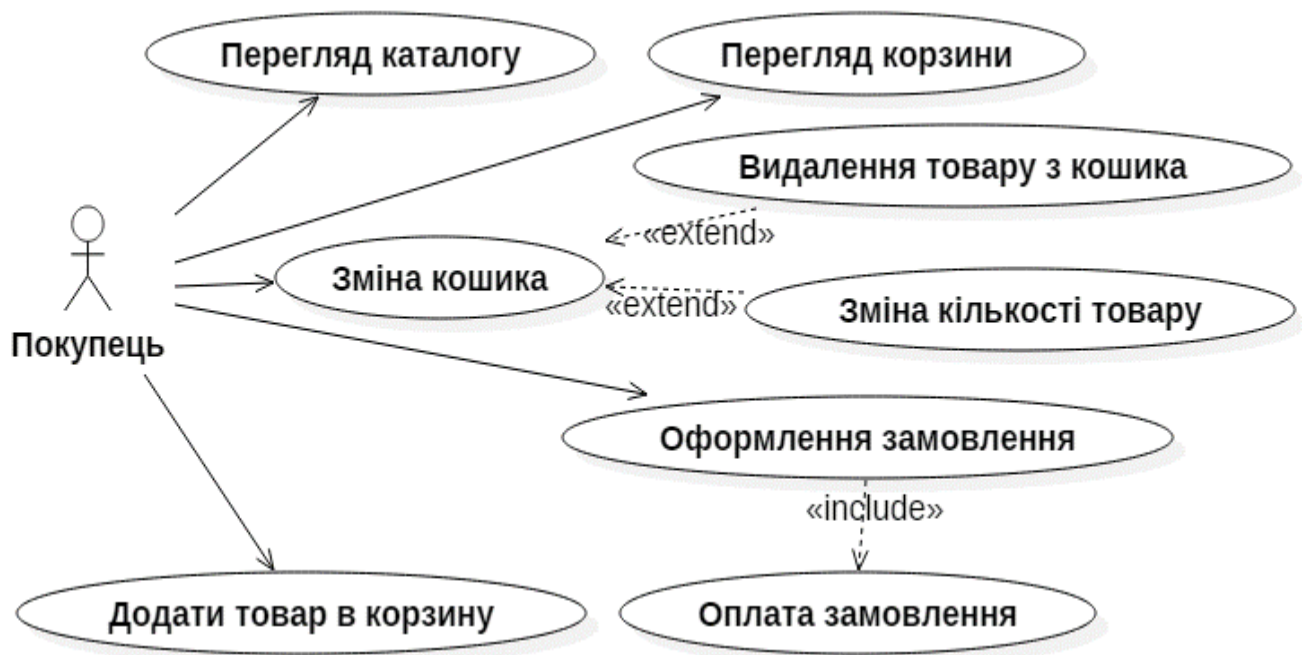 Перегляд каталогу
Перегляд корзини
Видалення товару з кошика
«extend»
Зміна кошика
«extend»
Зміна кількості товару
Покупець
Оформлення замовлення
«include»
Додати товар в корзину
Оплата замовлення